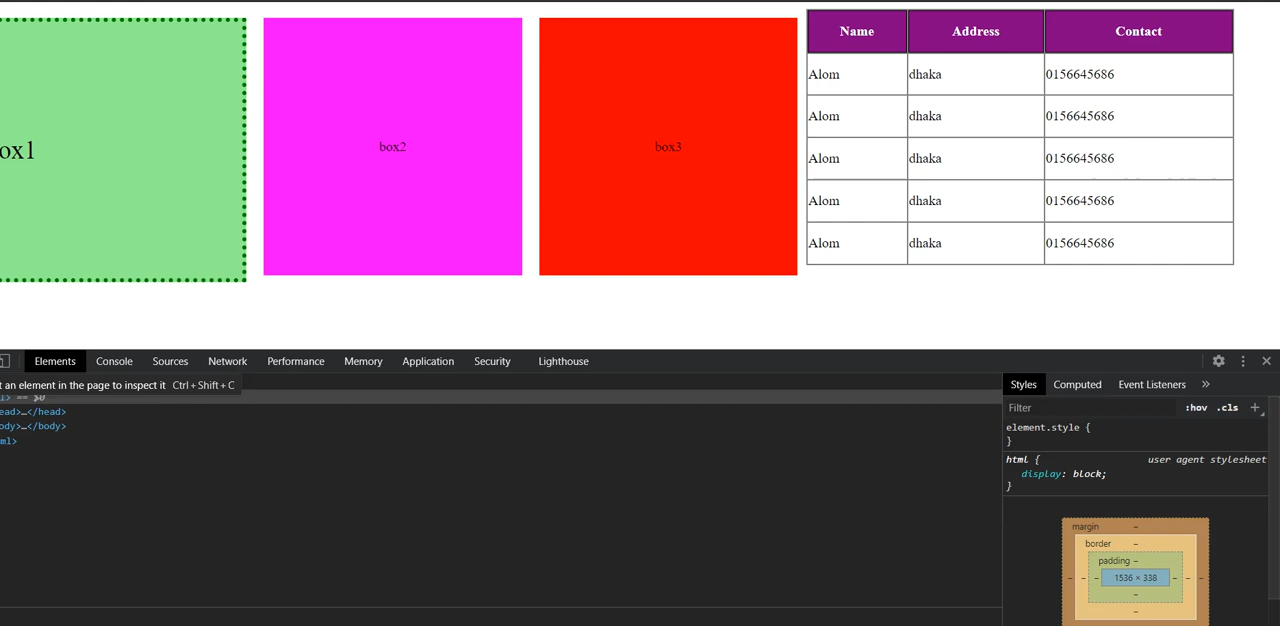 ox1
box2
box3
Name Address Contact
Alom dhaka 0156645686
Alom dhaka 0156645686
Alom dhaka 0156645686
Alom dhaka 0156645686
Alom dhaka 0156645686
Elements Console Sources Network Performance Memory Application Security Lighthouse
t an element in the page to inspect it Ctrl + Shift + C
l> == $0
ead>…</head>
ody>…</body>
ml>
Styles Computed Event Listeners »
Filter :hov .cls +
element.style {
}
html { user agent stylesheet
display: block;
}
margin –
border –
padding –
– – – 1536 × 338 – – –
–
–